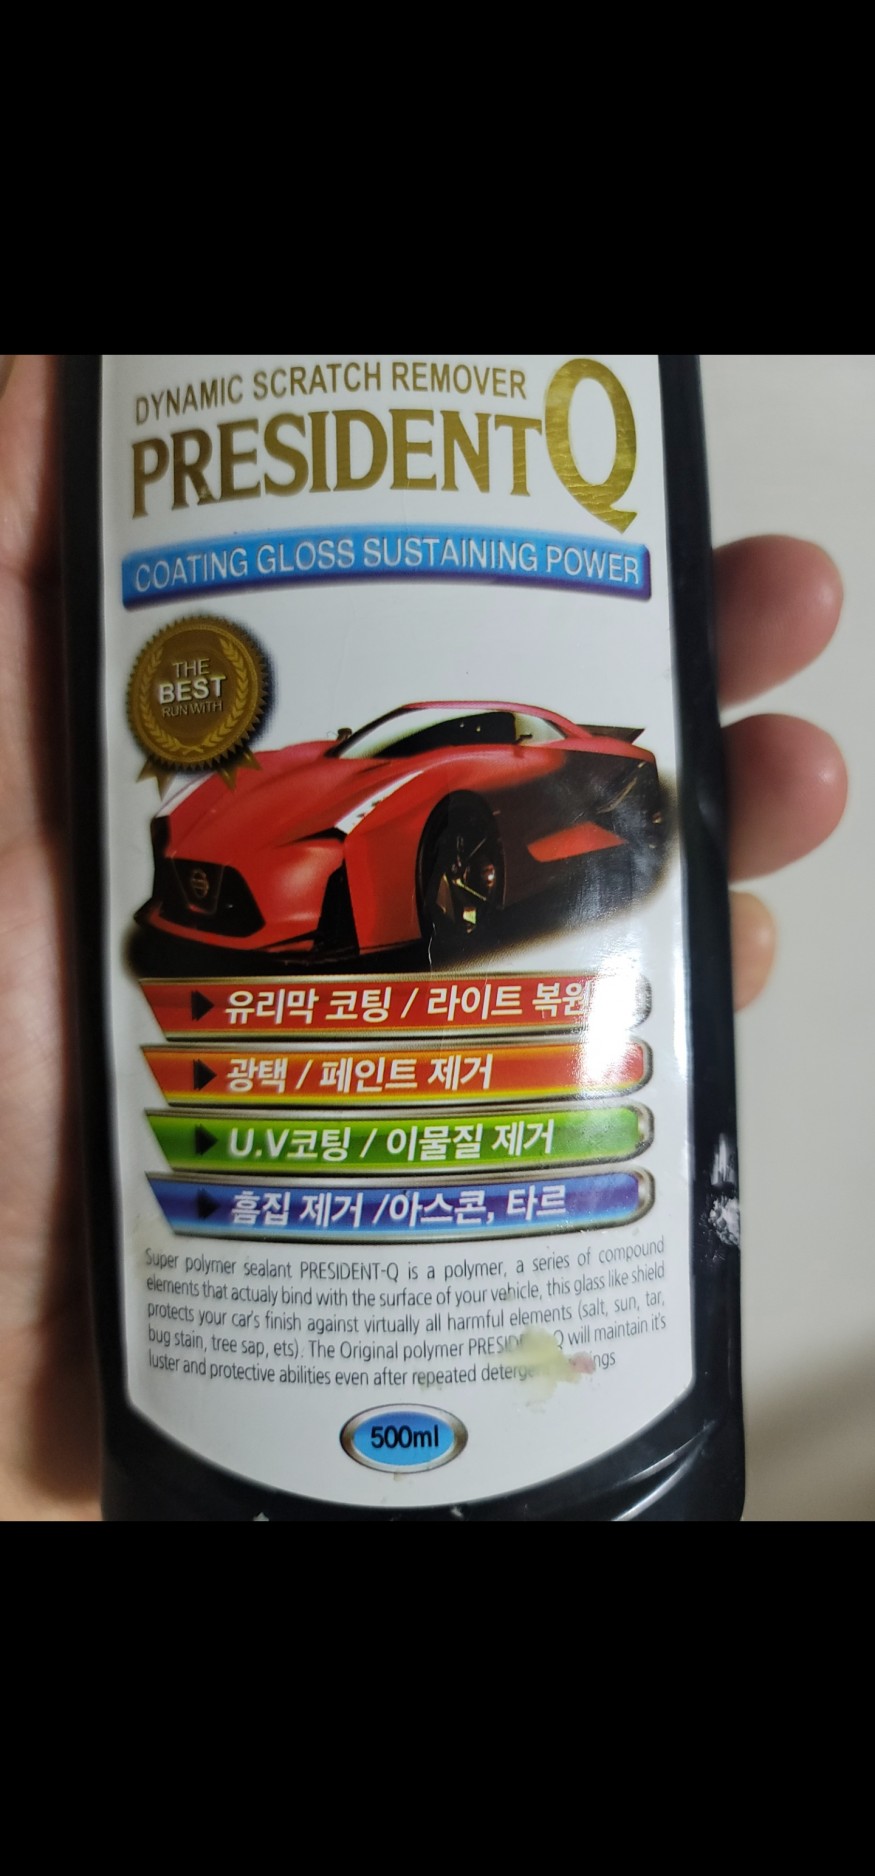 DYNAMIC SCRATCH REMOVER
PRESIDENT Q
COATING GLOSS SUSTAINING POWER
THE
BEST
RUN WITH
유리막 코팅 / 라이트 복원
광택 / 페인트 제거
U.V코팅 / 이물질 제거
흠집 제거 /아스콘, 타르
Super polymer sealant PRESIDENT-Q is a polymer, a series of compound
elements that actualy bind with the surface of your vehicle, this glass like shield
protects your car's finish against virtually all harmful elements (salt, sun, tar,
bug stain, tree sap, ets). The Original polymer Q will maintain it's
luster and protective abilities even after repeated
500ml